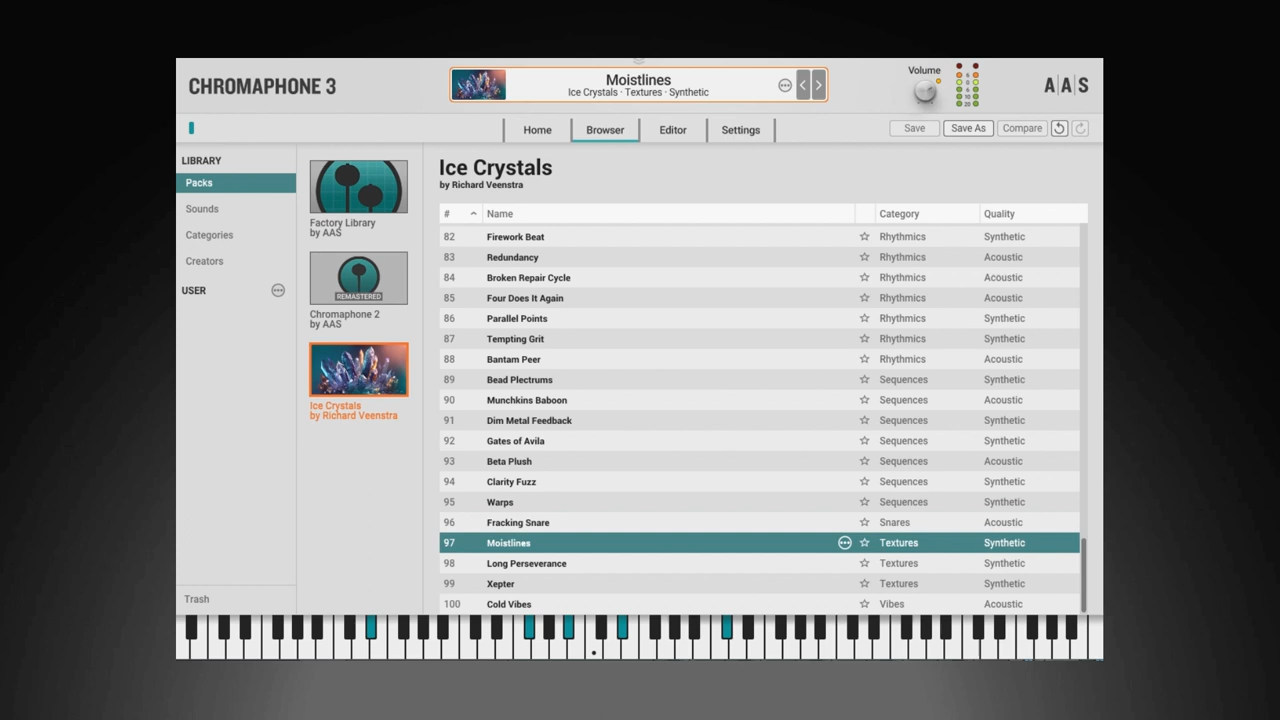 CHROMAPHONE 3
Moistlines
Ice Crystals · Textures · Synthetic
Volume
6
0
6
10
20
A|A|S
Home
Browser
Editor
Settings
Save
Save As
Compare
LIBRARY
Packs
Sounds
Categories
Creators
USER
Trash
Factory Library
by AAS
REMASTERED
Chromaphone 2
by AAS
Ice Crystals
by Richard Veenstra
Ice Crystals
by Richard Veenstra
# Name Category Quality
82 Firework Beat Rhythmics Synthetic
83 Redundancy Rhythmics Acoustic
84 Broken Repair Cycle Rhythmics Acoustic
85 Four Does It Again Rhythmics Acoustic
86 Parallel Points Rhythmics Synthetic
87 Tempting Grit Rhythmics Synthetic
88 Bantam Peer Rhythmics Acoustic
89 Bead Plectrums Sequences Synthetic
90 Munchkins Baboon Sequences Acoustic
91 Dim Metal Feedback Sequences Synthetic
92 Gates of Avila Sequences Synthetic
93 Beta Plush Sequences Acoustic
94 Clarity Fuzz Sequences Synthetic
95 Warps Sequences Synthetic
96 Fracking Snare Snares Acoustic
97 Moistlines Textures Synthetic
98 Long Perseverance Textures Synthetic
99 Xepter Textures Synthetic
100 Cold Vibes Vibes Acoustic